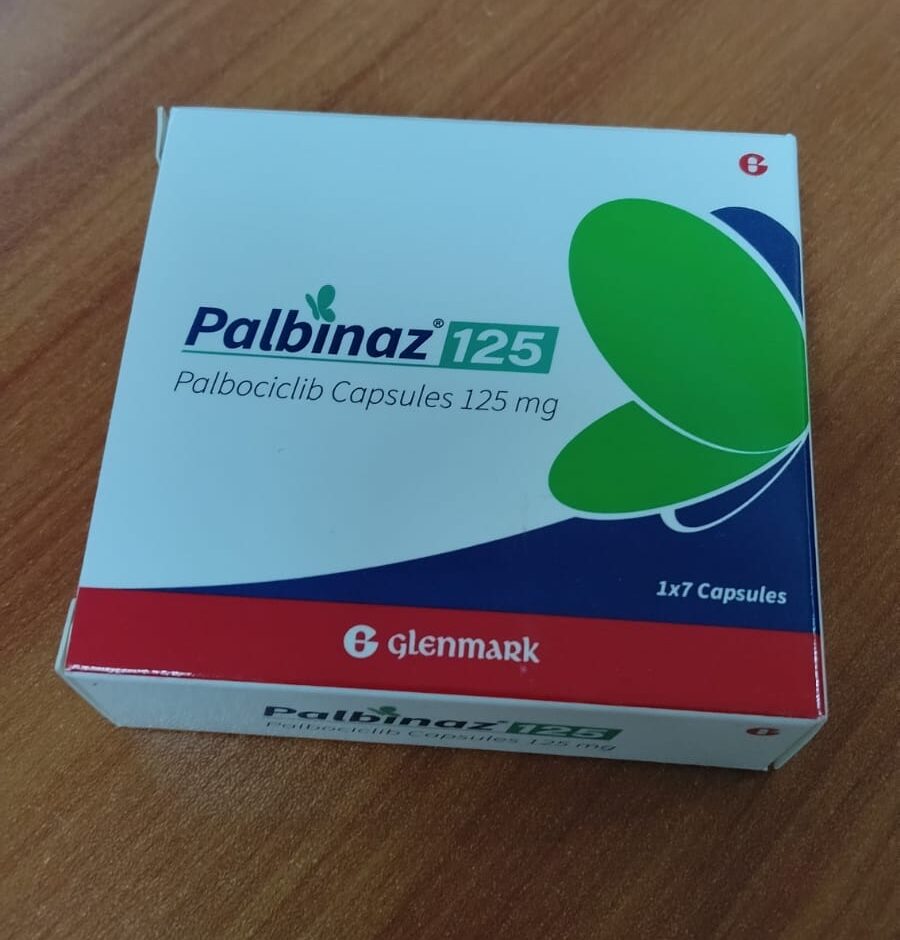 Palbinaz® 125
Palbociclib Capsules 125 mg
1x7 Capsules
GLENMARK
Palbinaz® 125
Palbociclib Capsules 125 mg